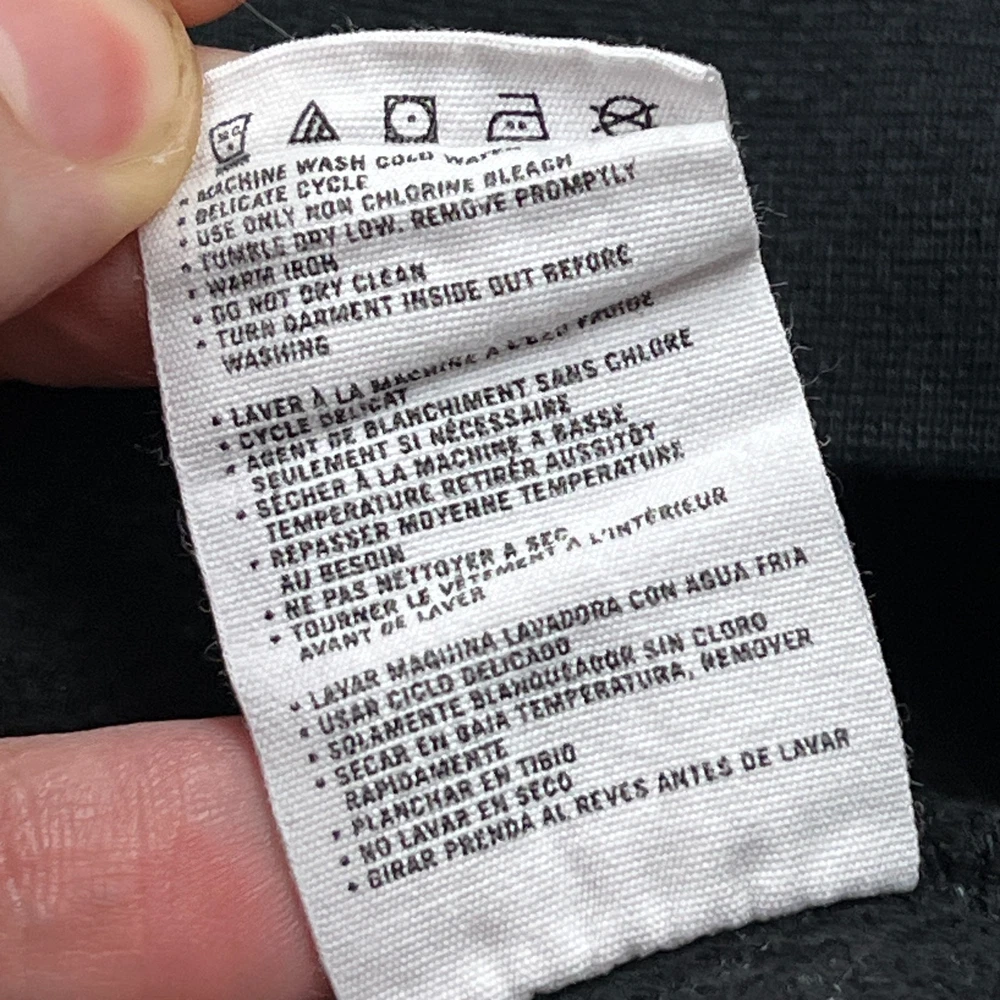 • MACHINE WASH COLD WATER
• DELICATE CYCLE
• USE ONLY NON CHLORINE BLEACH
• TUMBLE DRY LOW. REMOVE PROMPTLY
• WARM IRON
• DO NOT DRY CLEAN
• TURN GARMENT INSIDE OUT BEFORE
WASHING
• LAVER À LA MACHINE A L'EAU FROIDE
• CYCLE DELICAT
• AGENT DE BLANCHIMENT SANS CHLORE
SEULEMENT SI NÉCESSAIRE
• SÉCHER À LA MACHINE A BASSE
TEMPERATURE RETIRER AUSSITÔT
• REPASSER MOYENNE TEMPERATURE
AU BESOIN
• NE PAS NETTOYER A SEC
• TOURNER LE VÊTEMENT A L'INTÉRIEUR
AVANT DE LAVER
• LAVAR MAQUINA LAVADORA CON AGUA FRIA
• USAR CICLO DELICADO
• SOLAMENTE BLANQUEADOR SIN CLORO
• SECAR EN BAJA TEMPERATURA, REMOVER
RAPIDAMENTE
• PLANCHAR EN TIBIO
• NO LAVAR EN SECO
• GIRAR PRENDA AL REVES ANTES DE LAVAR